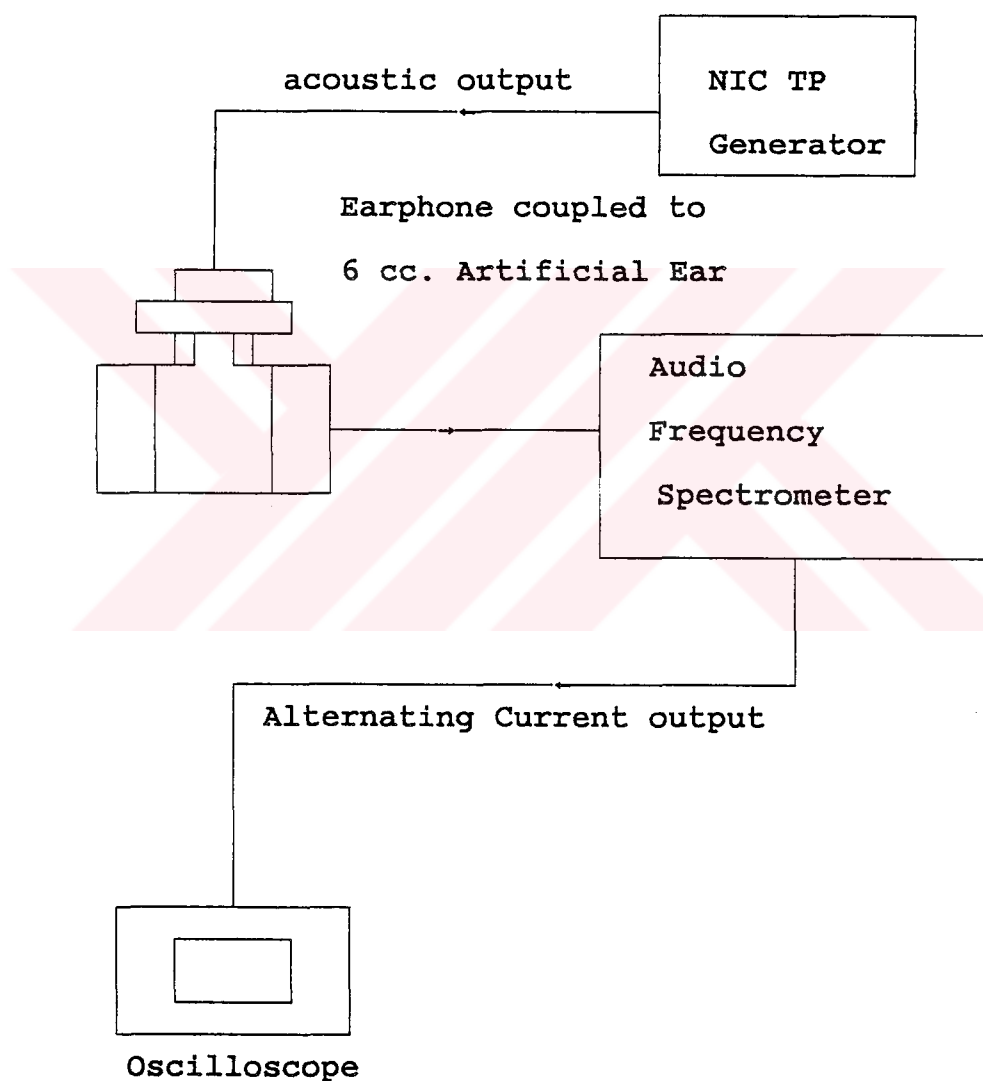 acoustic output
NIC TP
Generator
Earphone coupled to
6 cc. Artificial Ear
Audio
Frequency
Spectrometer
Alternating Current output
Oscilloscope